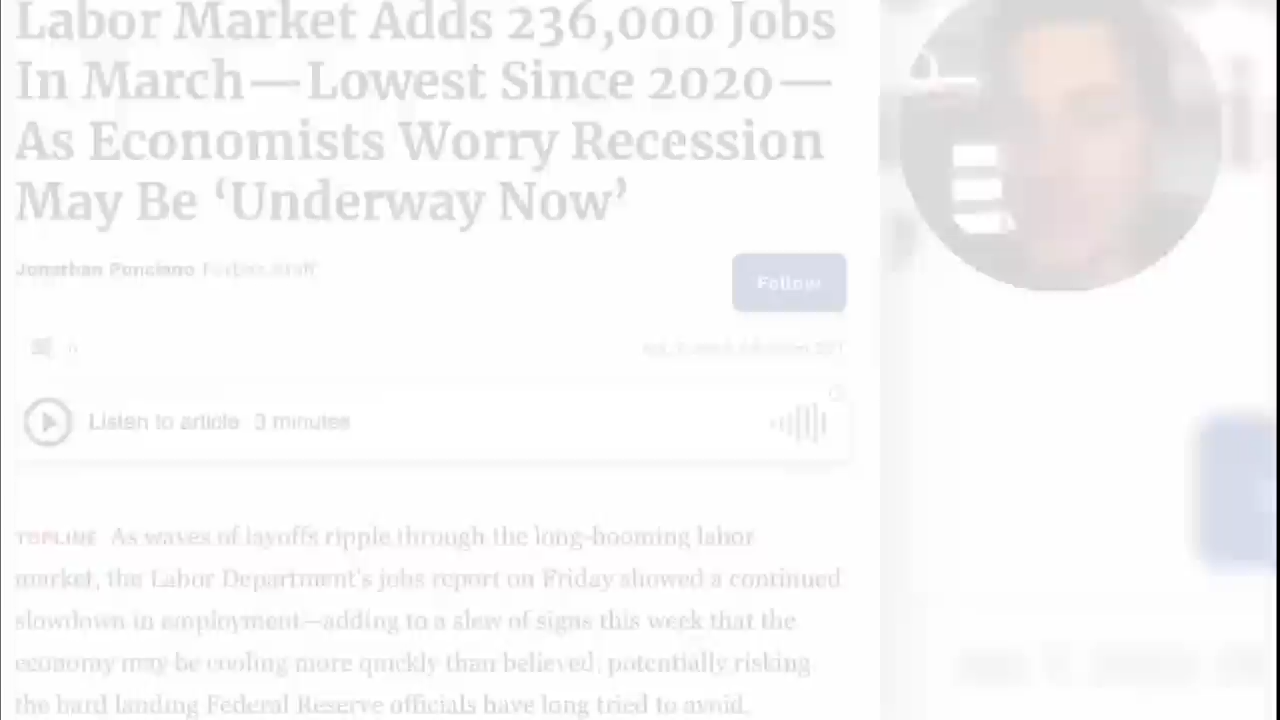 Labor Market Adds 236,000 Jobs
In March—Lowest Since 2020—
As Economists Worry Recession
May Be ‘Underway Now’
Jonathan Ponciano Forbes Staff
Follow
Listen to article 3 minutes
TOPLINE As waves of layoffs ripple through the long-booming labor
market, the Labor Department's jobs report on Friday showed a continued
slowdown in employment—adding to a slew of signs this week that the
economy may be cooling more quickly than believed, potentially risking
the hard landing Federal Reserve officials have long tried to avoid.